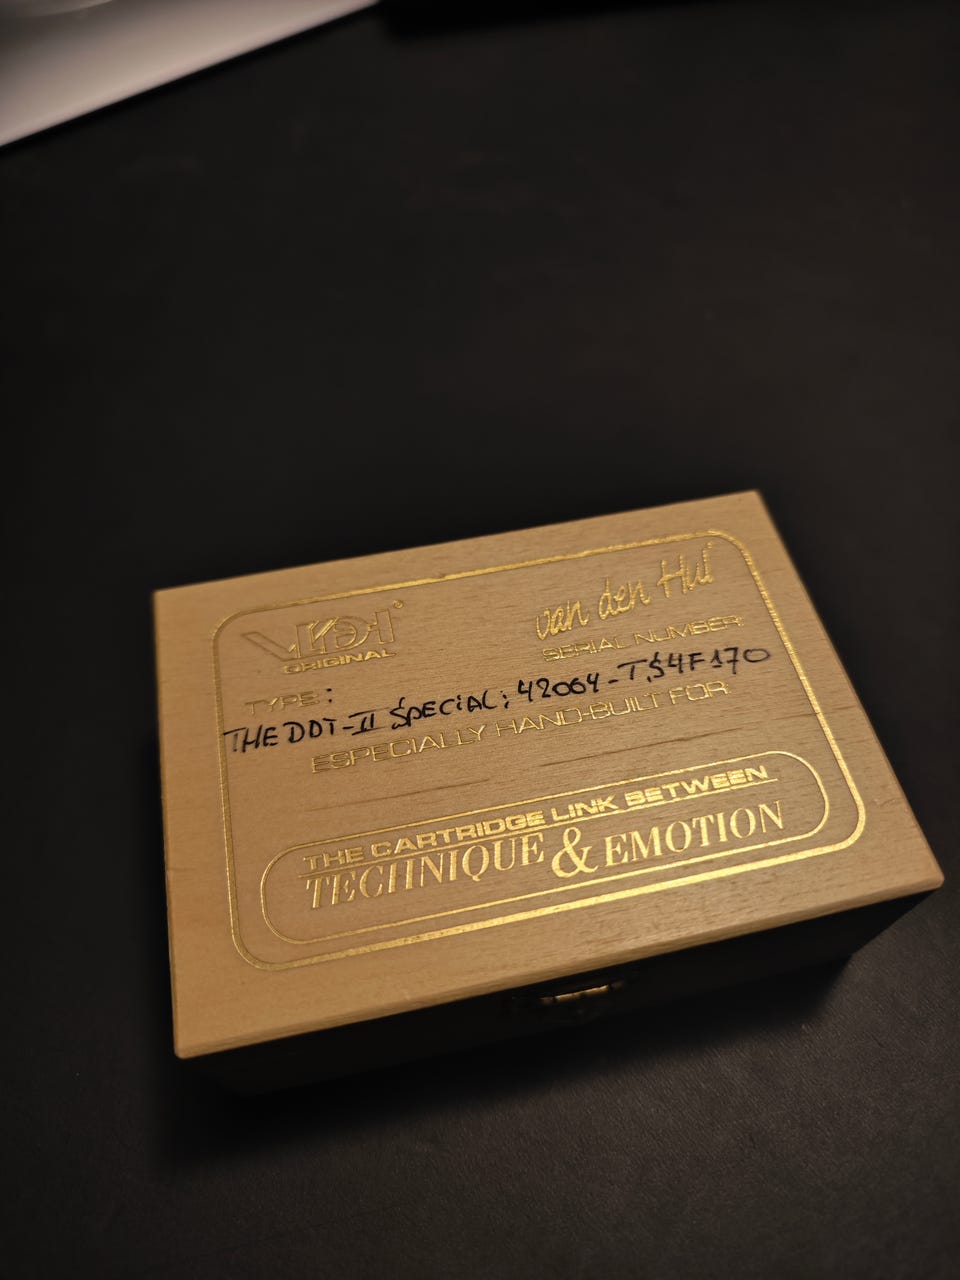 VDH
ORIGINAL
van den Hul
SERIAL NUMBER:
TYPE:
THE DDT-II SPECIAL; 42064-TS4F170
ESPECIALLY HAND-BUILT FOR:
THE CARTRIDGE LINK BETWEEN
TECHNIQUE & EMOTION